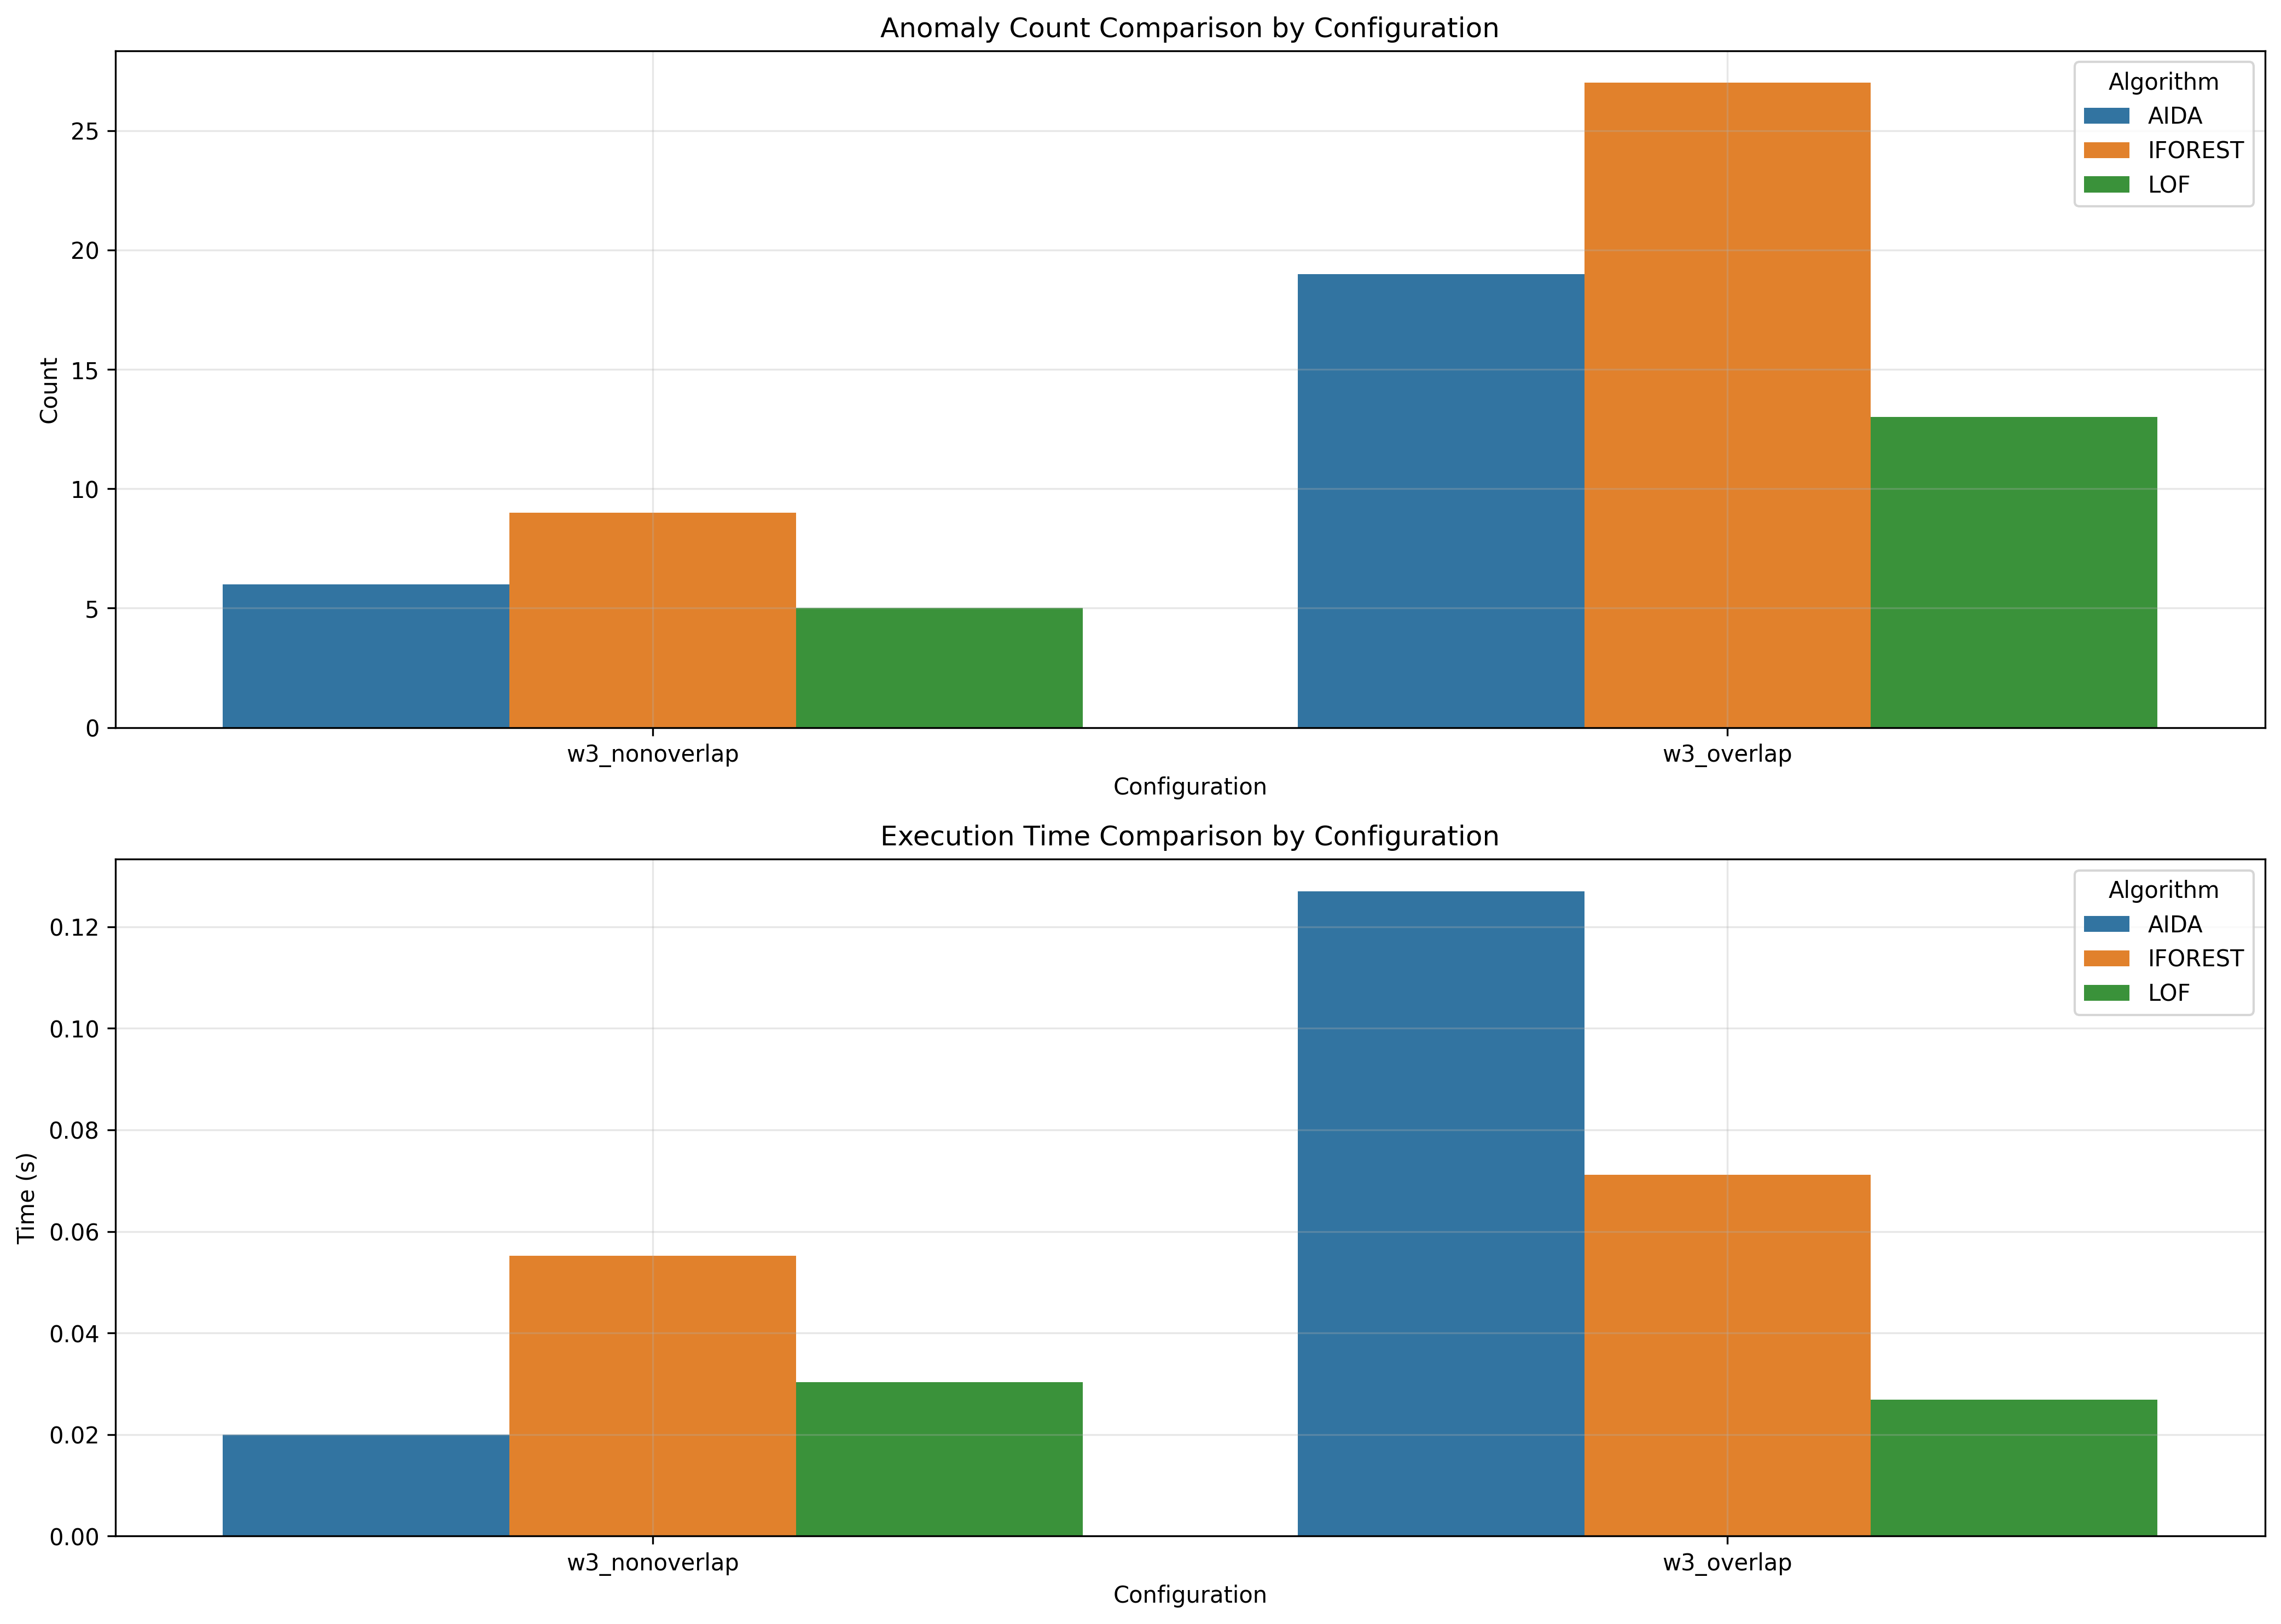 Anomaly Count Comparison by Configuration
Algorithm
AIDA
IFOREST
LOF
Count
25
20
15
10
5
0
w3_nonoverlap
w3_overlap
Configuration
Execution Time Comparison by Configuration
Algorithm
AIDA
IFOREST
LOF
Time (s)
0.12
0.10
0.08
0.06
0.04
0.02
0.00
w3_nonoverlap
w3_overlap
Configuration